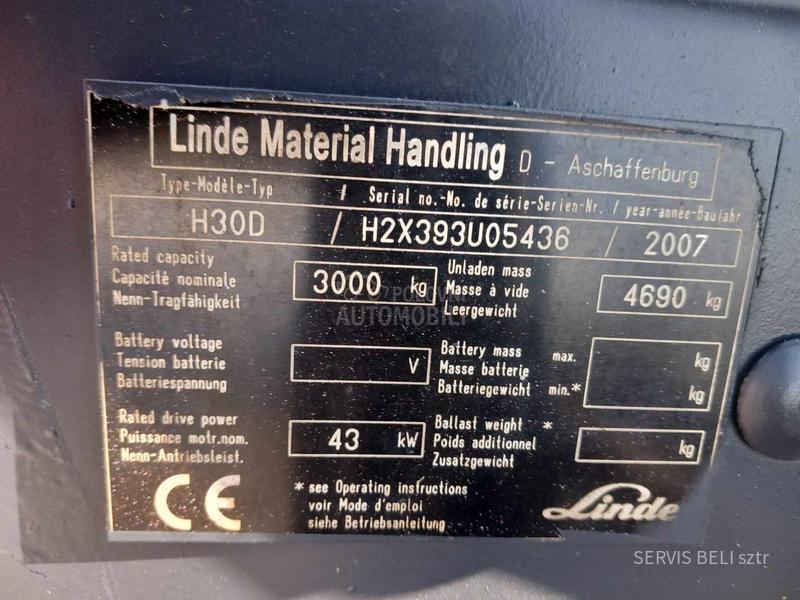 Linde Material Handling D - Aschaffenburg
Type-Modèle-Typ / Serial no.-No. de série-Serien-Nr. / year-année-Baujahr
H30D / H2X393U05436 / 2007
Rated capacity
Capacité nominale
Nenn-Tragfähigkeit
3000 kg
Unladen mass
Masse à vide
Leergewicht
4690 kg
POLOVNI
AUTOMOBILI
Battery voltage
Tension batterie
Batteriespannung
V
Battery mass max. kg
Masse batterie
Batteriegewicht min.* kg
Rated drive power
Puissance motr.nom.
Nenn-Antriebsleist.
43 kW
Ballast weight *
Poids additionnel
Zusatzgewicht
kg
CE
* see Operating instructions
voir Mode d'emploi
siehe Betriebsanleitung
Linde
SERVIS BELI sztr